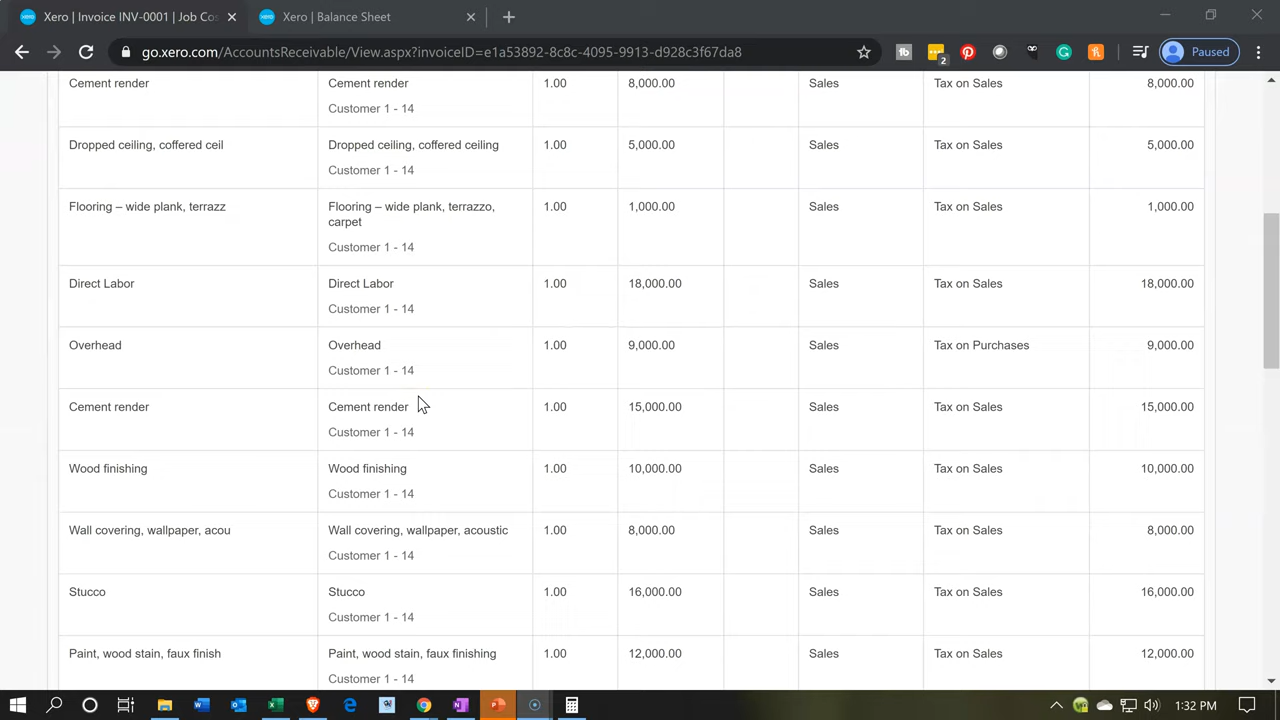 Xero | Invoice INV-0001 | Job Cos
Xero | Balance Sheet
go.xero.com/AccountsReceivable/View.aspx?invoiceID=e1a53892-8c8c-4095-9913-d928c3f67da8
2
Paused
Cement render Cement render 1.00 8,000.00 Sales Tax on Sales 8,000.00
Customer 1 - 14
Dropped ceiling, coffered ceil Dropped ceiling, coffered ceiling 1.00 5,000.00 Sales Tax on Sales 5,000.00
Customer 1 - 14
Flooring – wide plank, terrazz Flooring – wide plank, terrazzo, 1.00 1,000.00 Sales Tax on Sales 1,000.00
carpet
Customer 1 - 14
Direct Labor Direct Labor 1.00 18,000.00 Sales Tax on Sales 18,000.00
Customer 1 - 14
Overhead Overhead 1.00 9,000.00 Sales Tax on Purchases 9,000.00
Customer 1 - 14
Cement render Cement render 1.00 15,000.00 Sales Tax on Sales 15,000.00
Customer 1 - 14
Wood finishing Wood finishing 1.00 10,000.00 Sales Tax on Sales 10,000.00
Customer 1 - 14
Wall covering, wallpaper, acou Wall covering, wallpaper, acoustic 1.00 8,000.00 Sales Tax on Sales 8,000.00
Customer 1 - 14
Stucco Stucco 1.00 16,000.00 Sales Tax on Sales 16,000.00
Customer 1 - 14
Paint, wood stain, faux finish Paint, wood stain, faux finishing 1.00 12,000.00 Sales Tax on Sales 12,000.00
Customer 1 - 14
1:32 PM